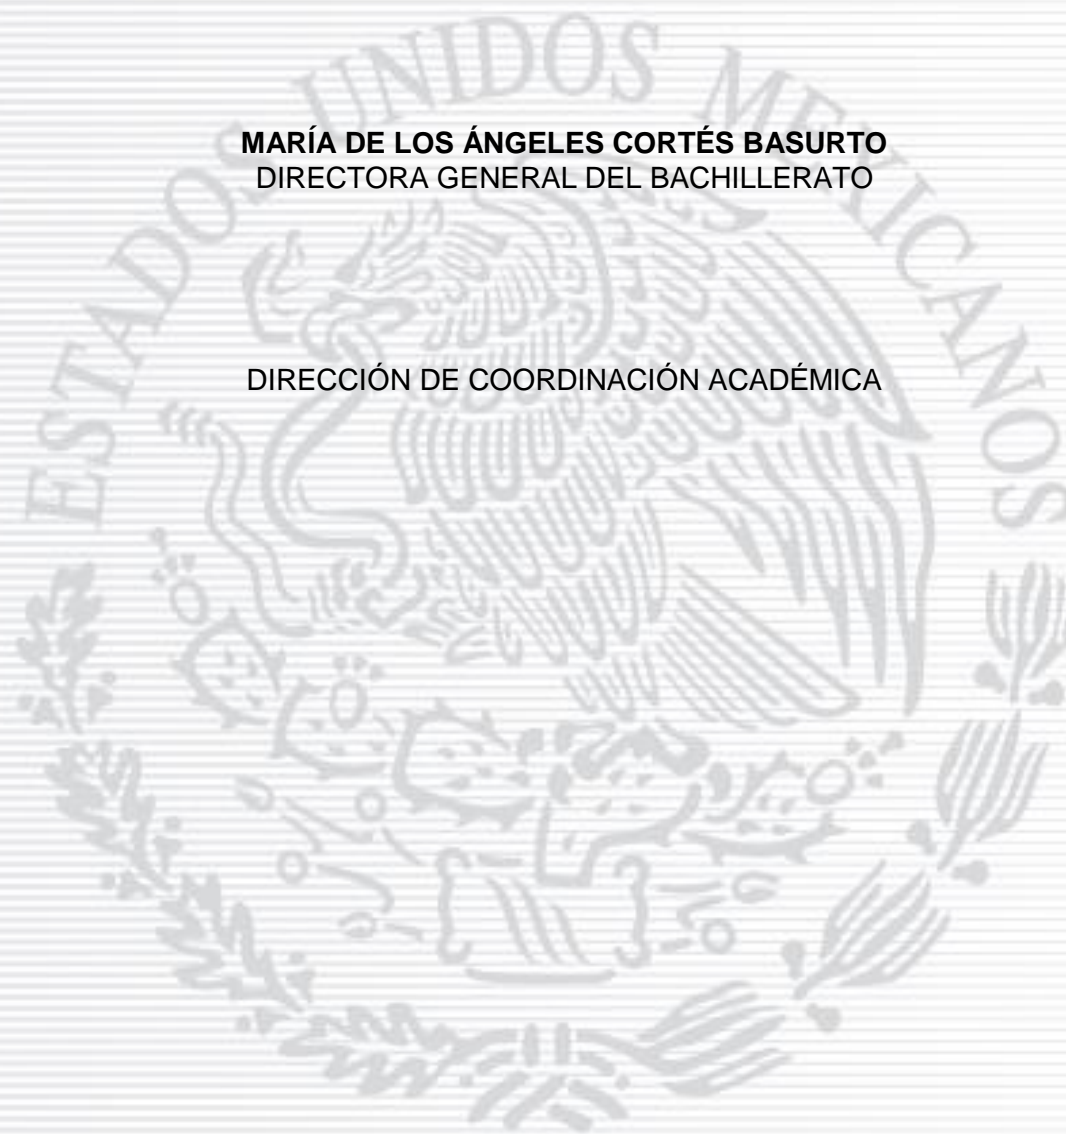 ESTADOS UNIDOS MEXICANOS
MARÍA DE LOS ÁNGELES CORTÉS BASURTO
DIRECTORA GENERAL DEL BACHILLERATO
DIRECCIÓN DE COORDINACIÓN ACADÉMICA